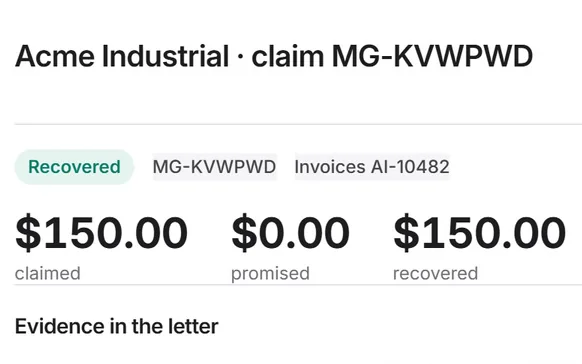 Acme Industrial · claim MG-KVWPWD
Recovered MG-KVWPWD Invoices AI-10482
$150.00 $0.00 $150.00
claimed promised recovered
Evidence in the letter